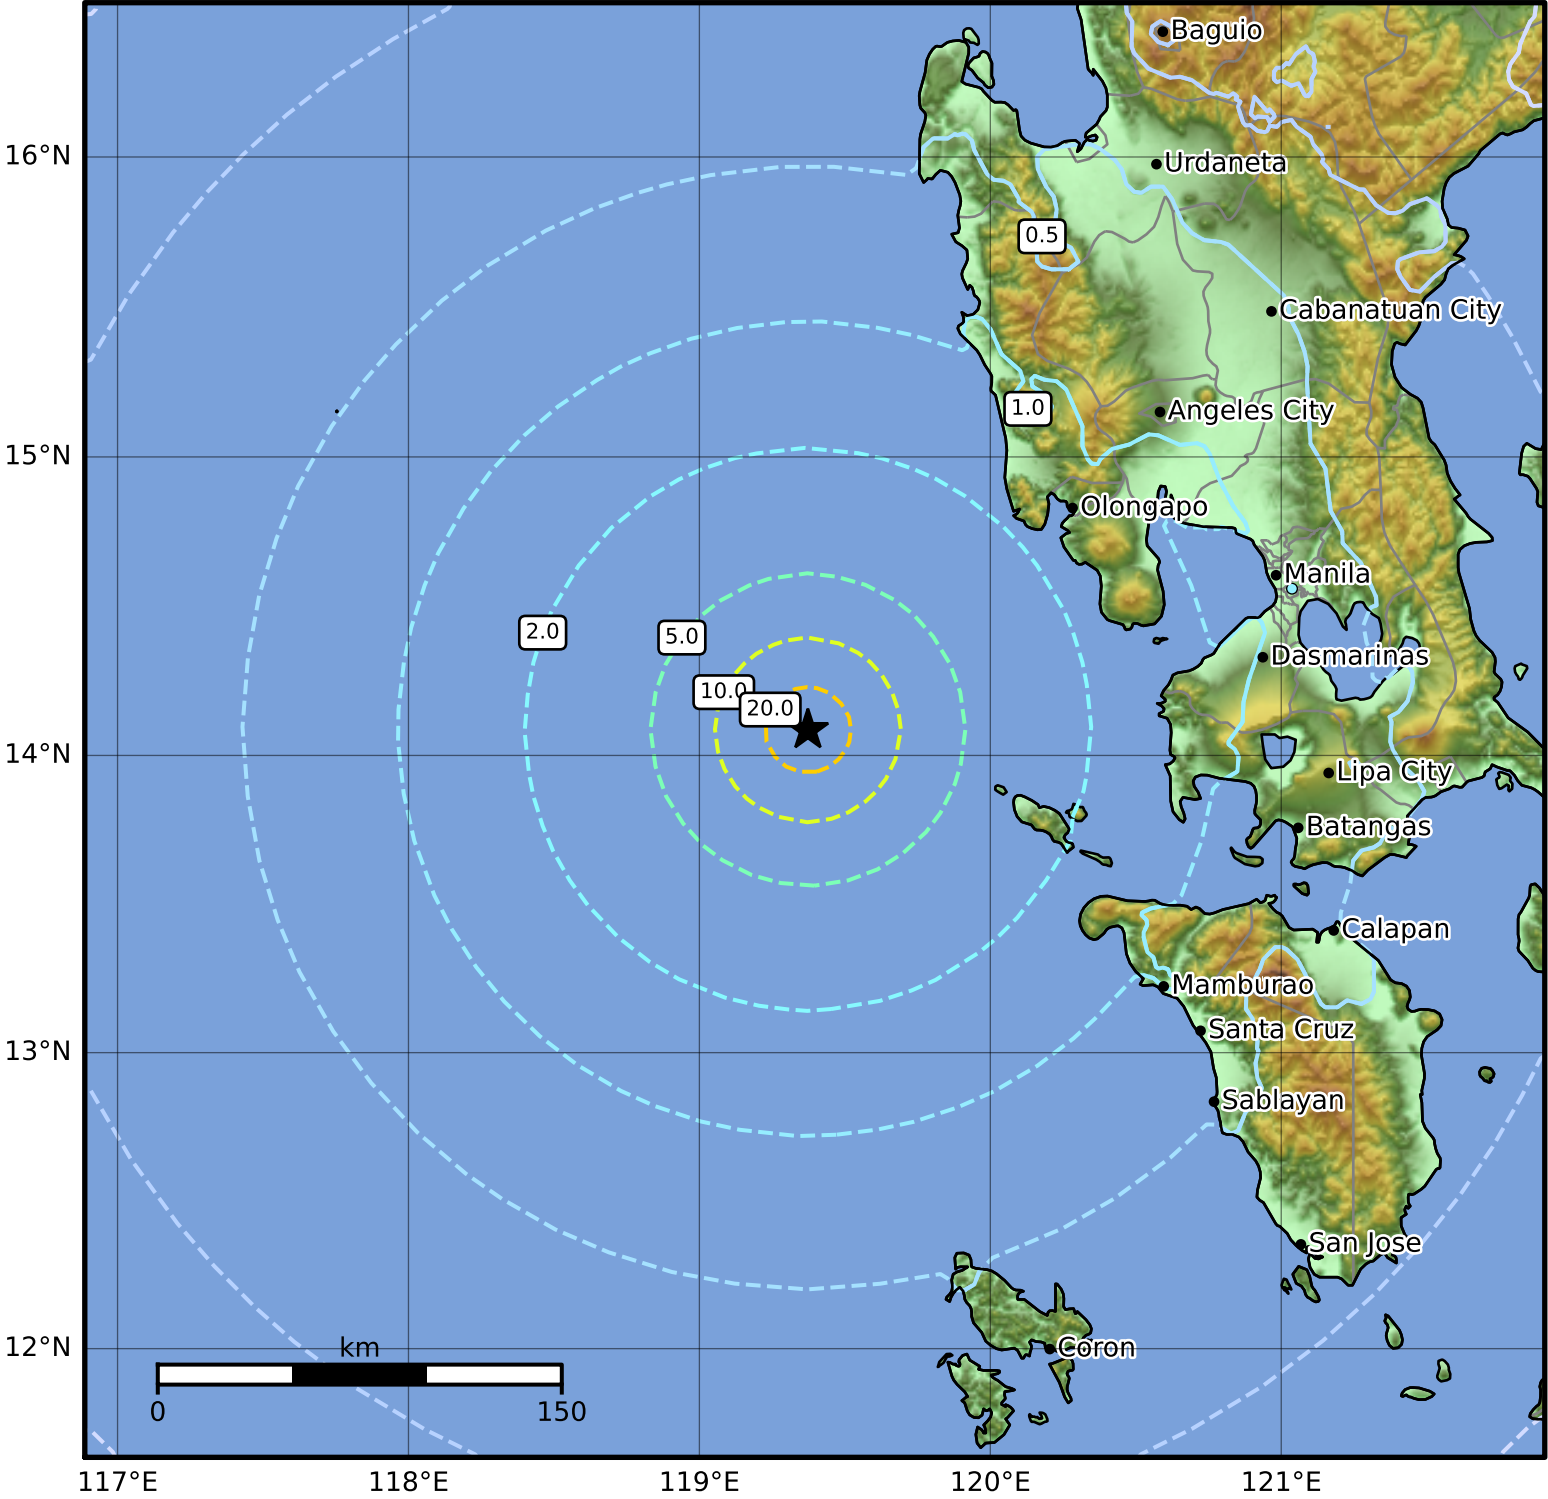 Baguio
16°N
Urdaneta
0.5
Cabanatuan City
1.0
Angeles City
15°N
Olongapo
Manila
2.0
5.0
Dasmarinas
10.0
20.0
14°N
Lipa City
Batangas
Calapan
Mamburao
Santa Cruz
13°N
Sablayan
San Jose
12°N
km
Coron
0
150
117°E
118°E
119°E
120°E
121°E